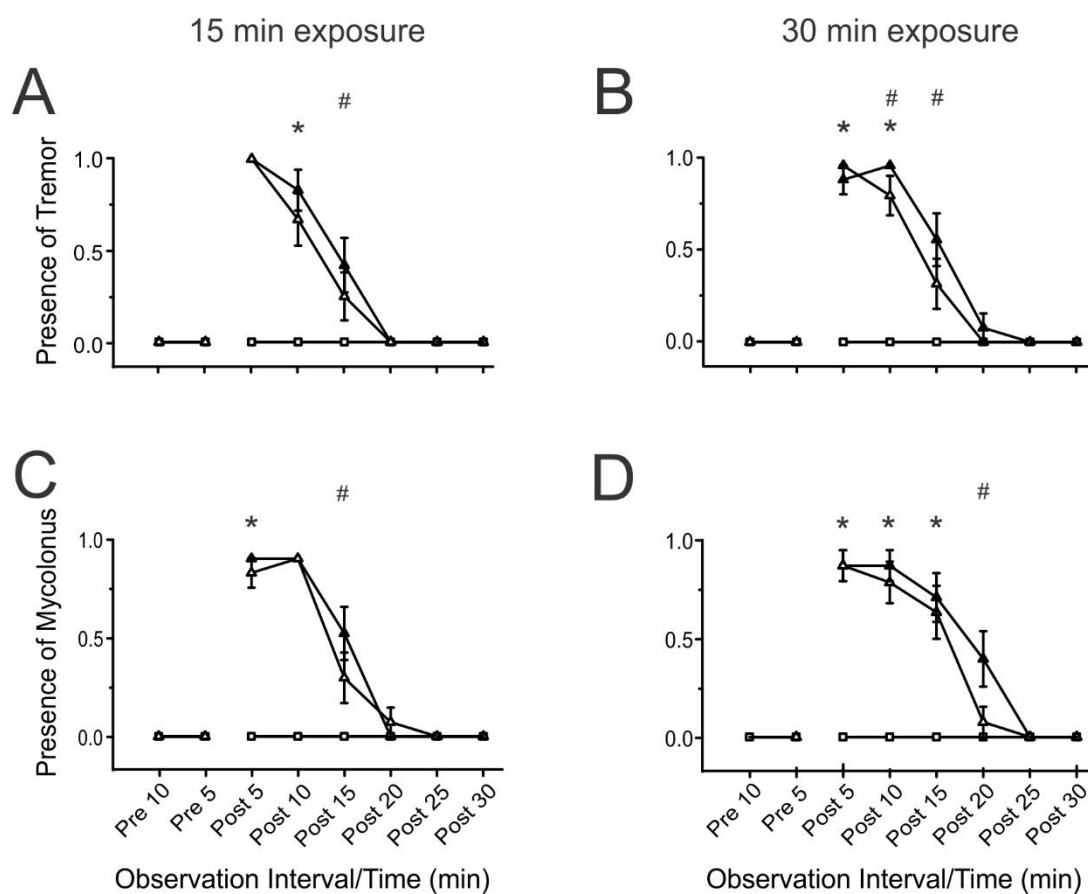 15 min exposure
30 min exposure
A
#
*
Presence of Tremor
1.0
0.5
0.0
B
# #
* *
1.0
0.5
0.0
C
#
*
Presence of Mycolonus
1.0
0.5
0.0
Pre 10
Pre 5
Post 5
Post 10
Post 15
Post 20
Post 25
Post 30
Observation Interval/Time (min)
D
#
* * *
1.0
0.5
0.0
Pre 10
Pre 5
Post 5
Post 10
Post 15
Post 20
Post 25
Post 30
Observation Interval/Time (min)